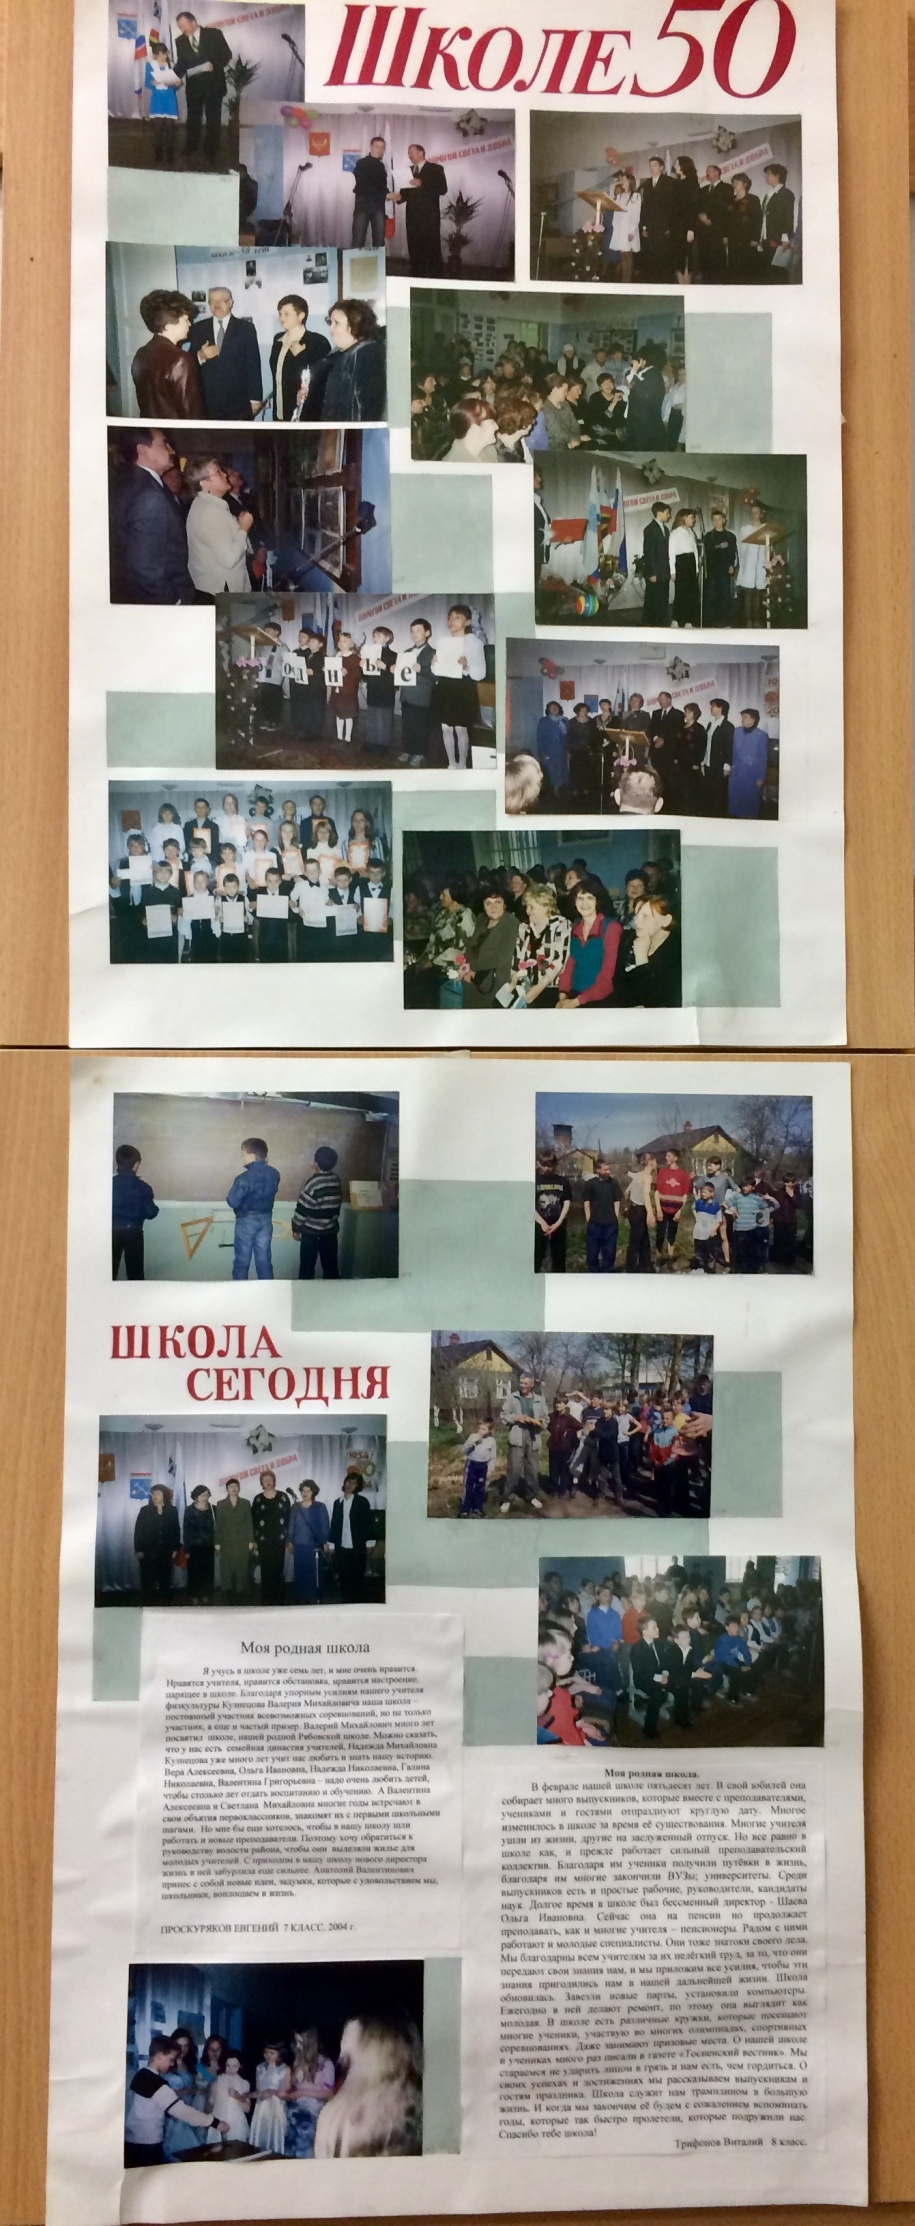 ШКОЛЕ 50
ПОРОГОЙ СВЕТА И ДОБРА
школе-50 лет
О Д Н Ы Е
ШКОЛА
СЕГОДНЯ
Моя родная школа
Я учусь в школе уже семь лет, и мне очень нравится.
Нравятся учителя, нравится обстановка, нравится настроение,
царящее в школе. Благодаря упорным усилиям нашего учителя
физкультуры Кузнецова Валерия Михайловича наша школа –
постоянный участник всевозможных соревнований, но не только
участник, а еще и частый призер. Валерий Михайлович много лет
посвятил школе, нашей родной Рябовской школе. Можно сказать,
что у нас есть семейная династия учителей, Надежда Михайловна
Кузнецова уже много лет учит нас любить и знать нашу историю.
Вера Алексеевна, Ольга Ивановна, Надежда Николаевна, Галина
Николаевна, Валентина Григорьевна – надо очень любить детей,
чтобы столько лет отдать воспитанию и обучению. А Валентина
Алексеевна и Светлана Михайловна многие годы встречают в
свои объятия первоклассников, знакомят их с первыми школьными
шагами. Но мне бы еще хотелось, чтобы в нашу школу шли
работать и новые преподаватели. Поэтому хочу обратиться к
руководству волости района, чтобы они выделяли жилье для
молодых учителей. С приходом в нашу школу нового директора
жизнь в ней забурлила еще сильнее. Анатолий Валентинович
принес с собой новые идеи, задумки, которые с удовольствием мы,
школьники, воплощаем в жизнь.
ПРОСКУРЯКОВ ЕВГЕНИЙ 7 КЛАСС. 2004 г.
Моя родная школа.
В феврале нашей школе пятьдесят лет. В свой юбилей она
собирает много выпускников, которые вместе с преподавателями,
учениками и гостями отпразднуют круглую дату. Многое
изменилось в школе за время её существования. Многие учителя
ушли из жизни, другие на заслуженный отпуск. Но все равно в
школе как, и прежде работает сильный преподавательский
коллектив. Благодаря им ученики получили путёвки в жизнь,
благодаря им многие закончили ВУЗы; университеты. Среди
выпускников есть и простые рабочие, руководители, кандидаты
наук. Долгое время в школе был бессменный директор – Шаева
Ольга Ивановна. Сейчас она на пенсии но продолжает
преподавать, как и многие учителя – пенсионеры. Радом с ними
работают и молодые специалисты. Они тоже знатоки своего дела.
Мы благодарны всем учителям за их нелёгкий труд, за то, что они
передают свои знания нам, и мы приложим все усилия, чтобы эти
знания пригодились нам в нашей дальнейшей жизни. Школа
обновилась. Завезли новые парты, установили компьютеры.
Ежегодно в ней делают ремонт, по этому она выглядит как
молодая. В школе есть различные кружки, которые посещают
многие ученики, участвую во многих олимпиадах, спортивных
соревнованиях. Даже занимают призовые места. О нашей школе
и учениках много раз писали в газете «Тосненский вестник». Мы
стараемся не ударить лицом в грязь и нам есть, чем гордиться. О
своих успехах и достижениях мы рассказываем выпускникам и
гостям праздника. Школа служит нам трамплином в большую
жизнь. И когда мы закончим её будем с сожалением вспоминать
годы, которые так быстро пролетели, которые подружили нас.
Спасибо тебе школа!
Трифонов Виталий 8 класс.